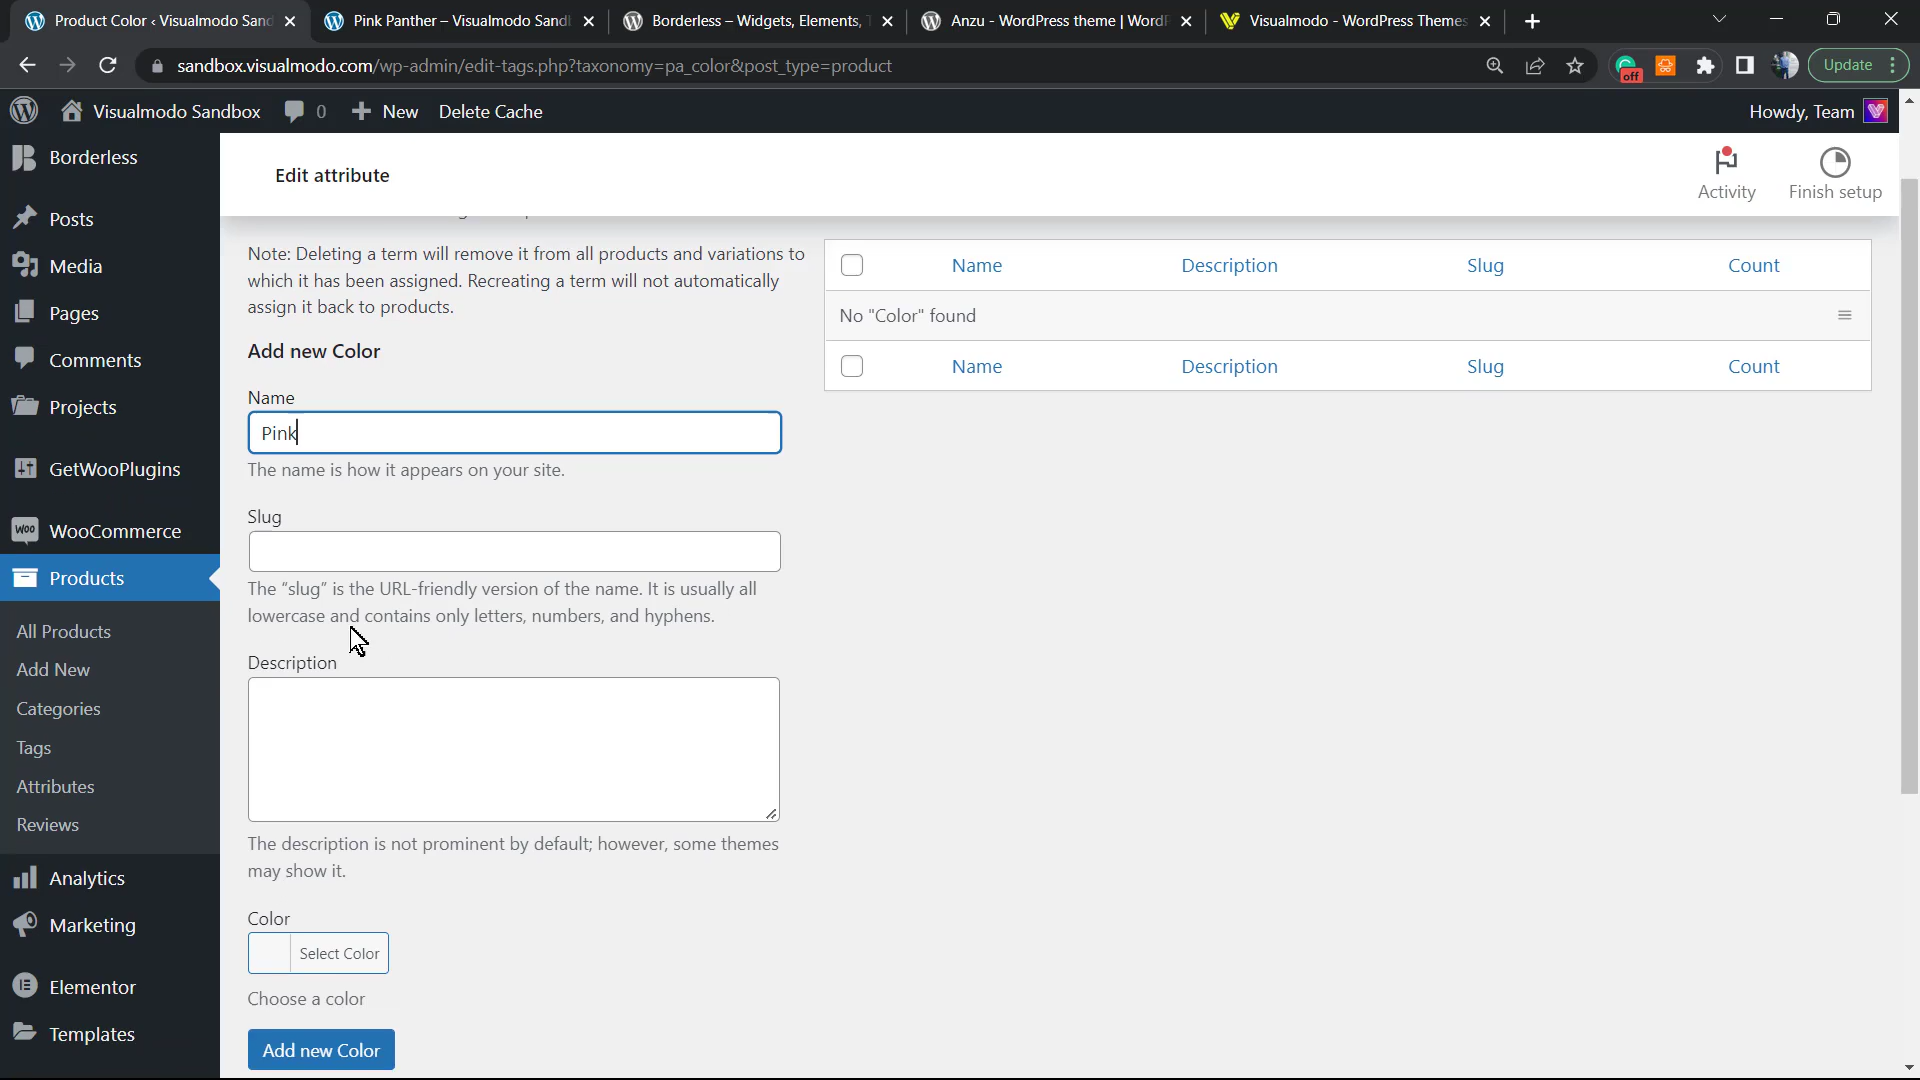 Product Color ‹ Visualmodo Sand
Pink Panther – Visualmodo Sand
Borderless – Widgets, Elements,
Anzu - WordPress theme | Word
Visualmodo - WordPress Themes
sandbox.visualmodo.com/wp-admin/edit-tags.php?taxonomy=pa_color&post_type=product
off
Update
Visualmodo Sandbox
0
New
Delete Cache
Howdy, Team
Borderless
Posts
Media
Pages
Comments
Projects
GetWooPlugins
Woo
WooCommerce
Products
All Products
Add New
Categories
Tags
Attributes
Reviews
Analytics
Marketing
Elementor
Templates
Edit attribute
Activity
Finish setup
Note: Deleting a term will remove it from all products and variations to
which it has been assigned. Recreating a term will not automatically
assign it back to products.
Add new Color
Name
Pink
The name is how it appears on your site.
Slug
The “slug” is the URL-friendly version of the name. It is usually all
lowercase and contains only letters, numbers, and hyphens.
Description
The description is not prominent by default; however, some themes
may show it.
Color
Select Color
Choose a color
Add new Color
Name Description Slug Count
No "Color" found
Name Description Slug Count